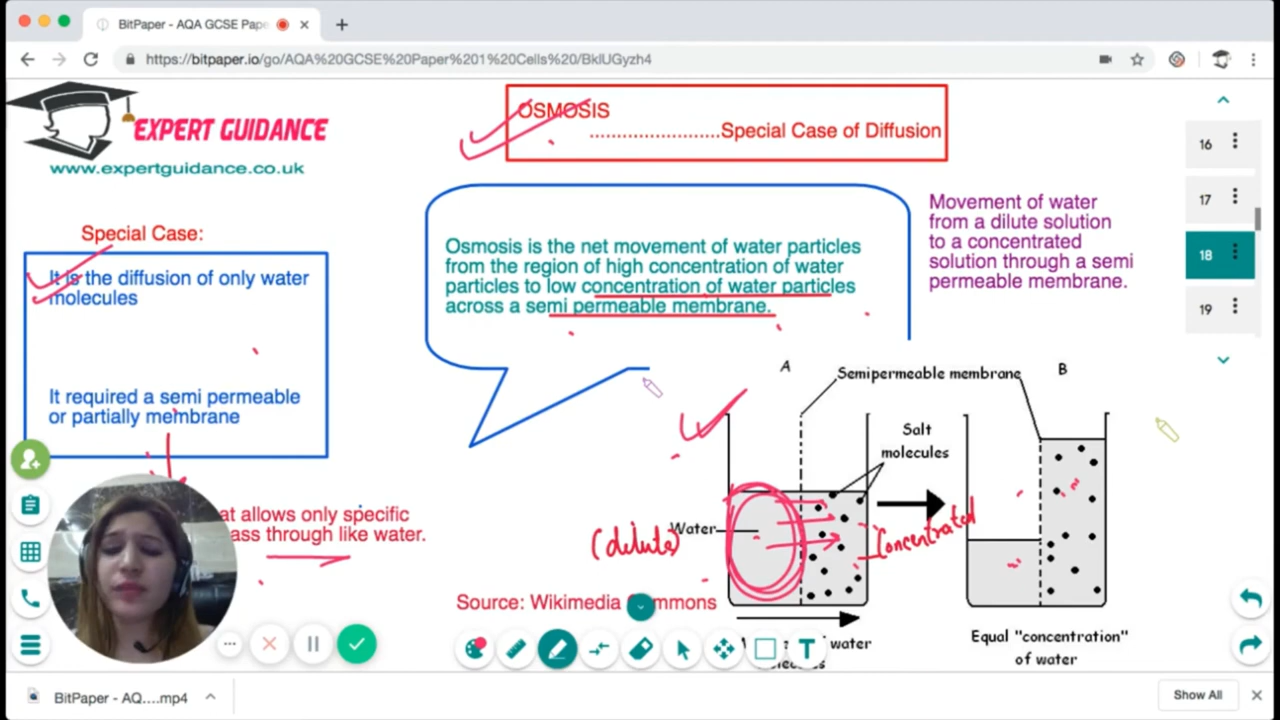 BitPaper - AQA GCSE Pape
https://bitpaper.io/go/AQA%20GCSE%20Paper%201%20Cells%20/BklUGyzh4
EXPERT GUIDANCE
www.expertguidance.co.uk
OSMOSIS
.......................Special Case of Diffusion
Special Case:
It is the diffusion of only water
molecules
It required a semi permeable
or partially membrane
at allows only specific
ass through like water.
Osmosis is the net movement of water particles
from the region of high concentration of water
particles to low concentration of water particles
across a semi permeable membrane.
Movement of water
from a dilute solution
to a concentrated
solution through a semi
permeable membrane.
16
17
18
19
A
Semipermeable membrane
B
Salt
molecules
Water
(dilute)
Concentrated
Source: Wikimedia
water
Equal "concentration"
of water
T
BitPaper - AQ....mp4
Show All